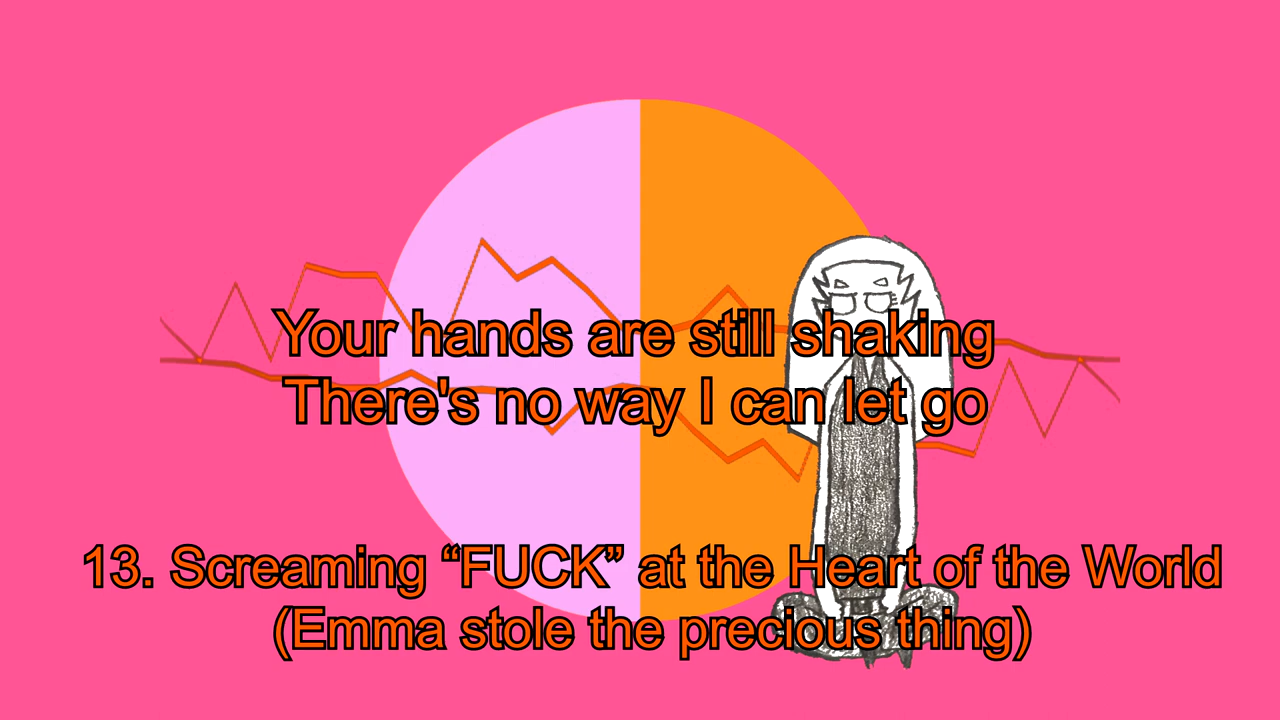 Your hands are still shaking
There's no way I can let go
13. Screaming “FUCK” at the Heart of the World
(Emma stole the precious thing)